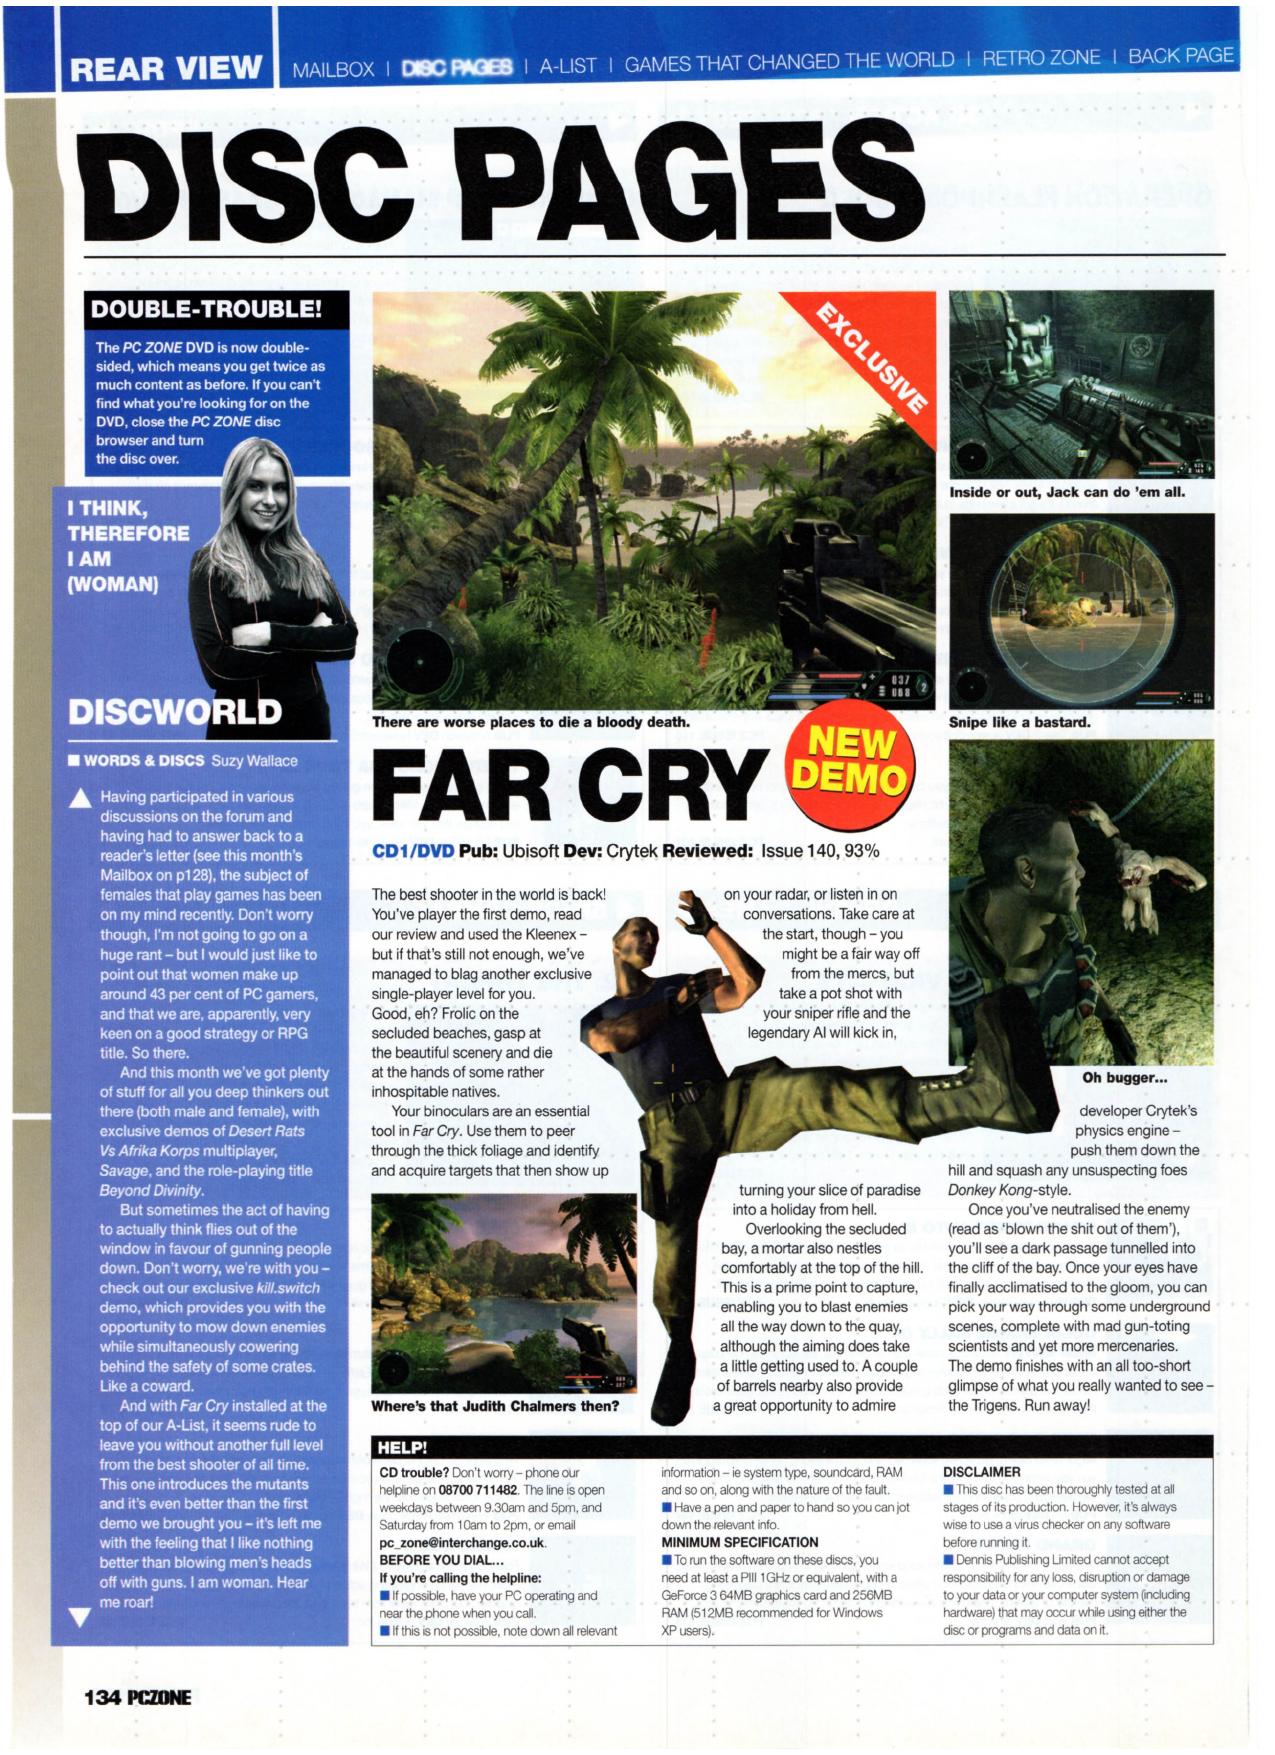 REAR VIEW
MAILBOX | DISC PAGES | A-LIST | GAMES THAT CHANGED THE WORLD | RETRO ZONE | BACK PAGE
DISC PAGES
DOUBLE-TROUBLE!
The PC ZONE DVD is now double-
sided, which means you get twice as
much content as before. If you can't
find what you're looking for on the
DVD, close the PC ZONE disc
browser and turn
the disc over.
I THINK,
THEREFORE
I AM
(WOMAN)
DISCWORLD
■ WORDS & DISCS Suzy Wallace
Having participated in various
discussions on the forum and
having had to answer back to a
reader's letter (see this month's
Mailbox on p128), the subject of
females that play games has been
on my mind recently. Don't worry
though, I'm not going to go on a
huge rant – but I would just like to
point out that women make up
around 43 per cent of PC gamers,
and that we are, apparently, very
keen on a good strategy or RPG
title. So there.
And this month we've got plenty
of stuff for all you deep thinkers out
there (both male and female), with
exclusive demos of Desert Rats
Vs Afrika Korps multiplayer,
Savage, and the role-playing title
Beyond Divinity.
But sometimes the act of having
to actually think flies out of the
window in favour of gunning people
down. Don't worry, we're with you –
check out our exclusive kill.switch
demo, which provides you with the
opportunity to mow down enemies
while simultaneously cowering
behind the safety of some crates.
Like a coward.
And with Far Cry installed at the
top of our A-List, it seems rude to
leave you without another full level
from the best shooter of all time.
This one introduces the mutants
and it's even better than the first
demo we brought you – it's left me
with the feeling that I like nothing
better than blowing men's heads
off with guns. I am woman. Hear
me roar!
EXCLUSIVE
037
068
2
There are worse places to die a bloody death.
Inside or out, Jack can do 'em all.
Snipe like a bastard.
Oh bugger...
NEW
DEMO
FAR CRY
CD1/DVD Pub: Ubisoft Dev: Crytek Reviewed: Issue 140, 93%
The best shooter in the world is back!
You've player the first demo, read
our review and used the Kleenex –
but if that's still not enough, we've
managed to blag another exclusive
single-player level for you.
Good, eh? Frolic on the
secluded beaches, gasp at
the beautiful scenery and die
at the hands of some rather
inhospitable natives.
Your binoculars are an essential
tool in Far Cry. Use them to peer
through the thick foliage and identify
and acquire targets that then show up
Where's that Judith Chalmers then?
on your radar, or listen in on
conversations. Take care at
the start, though – you
might be a fair way off
from the mercs, but
take a pot shot with
your sniper rifle and the
legendary AI will kick in,
turning your slice of paradise
into a holiday from hell.
Overlooking the secluded
bay, a mortar also nestles
comfortably at the top of the hill.
This is a prime point to capture,
enabling you to blast enemies
all the way down to the quay,
although the aiming does take
a little getting used to. A couple
of barrels nearby also provide
a great opportunity to admire
developer Crytek's
physics engine –
push them down the
hill and squash any unsuspecting foes
Donkey Kong-style.
Once you've neutralised the enemy
(read as 'blown the shit out of them'),
you'll see a dark passage tunnelled into
the cliff of the bay. Once your eyes have
finally acclimatised to the gloom, you can
pick your way through some underground
scenes, complete with mad gun-toting
scientists and yet more mercenaries.
The demo finishes with an all too-short
glimpse of what you really wanted to see –
the Trigens. Run away!
HELP!
CD trouble? Don't worry – phone our
helpline on 08700 711482. The line is open
weekdays between 9.30am and 5pm, and
Saturday from 10am to 2pm, or email
pc_zone@interchange.co.uk.
BEFORE YOU DIAL...
If you're calling the helpline:
■ If possible, have your PC operating and
near the phone when you call.
■ If this is not possible, note down all relevant
information – ie system type, soundcard, RAM
and so on, along with the nature of the fault.
■ Have a pen and paper to hand so you can jot
down the relevant info.
MINIMUM SPECIFICATION
■ To run the software on these discs, you
need at least a PIII 1GHz or equivalent, with a
GeForce 3 64MB graphics card and 256MB
RAM (512MB recommended for Windows
XP users).
DISCLAIMER
■ This disc has been thoroughly tested at all
stages of its production. However, it's always
wise to use a virus checker on any software
before running it.
■ Dennis Publishing Limited cannot accept
responsibility for any loss, disruption or damage
to your data or your computer system (including
hardware) that may occur while using either the
disc or programs and data on it.
134 PCZONE